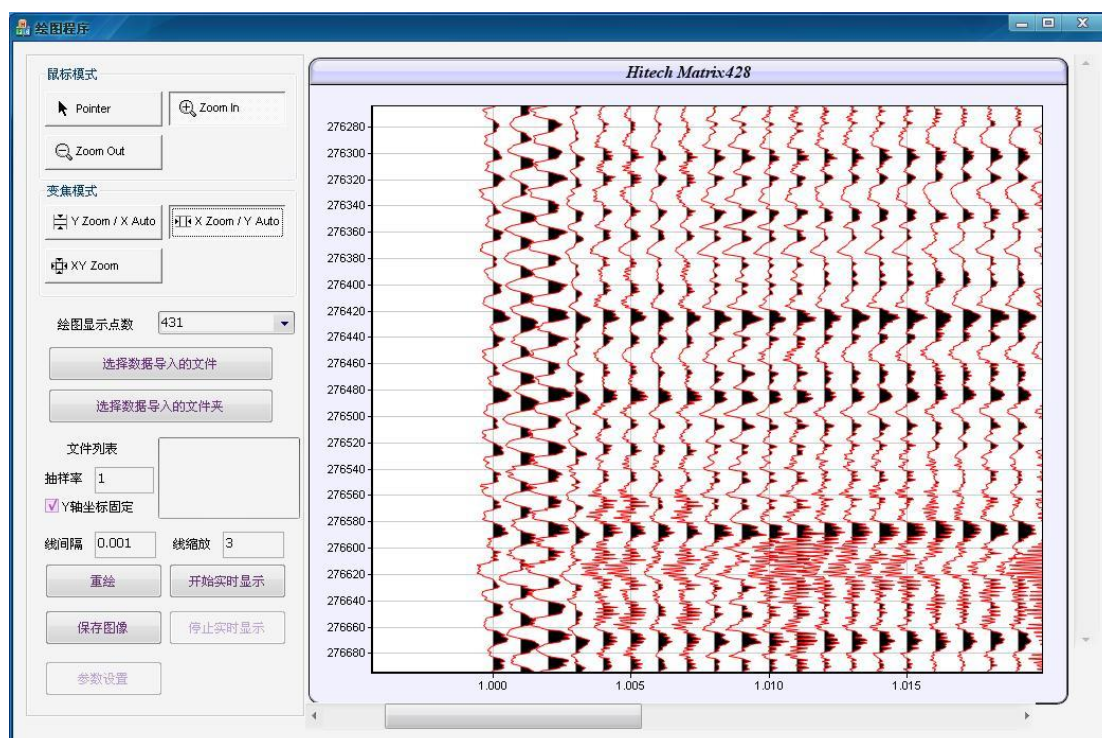 绘图程序
鼠标模式
Pointer
Zoom In
Zoom Out
变焦模式
Y Zoom / X Auto
X Zoom / Y Auto
XY Zoom
绘图显示点数 431
选择数据导入的文件
选择数据导入的文件夹
文件列表
抽样率 1
Y轴坐标固定
线间隔 0.001 线缩放 3
重绘 开始实时显示
保存图像 停止实时显示
参数设置
Hitech Matrix428
276280
276300
276320
276340
276360
276380
276400
276420
276440
276460
276480
276500
276520
276540
276560
276580
276600
276620
276640
276660
276680
1.000 1.005 1.010 1.015